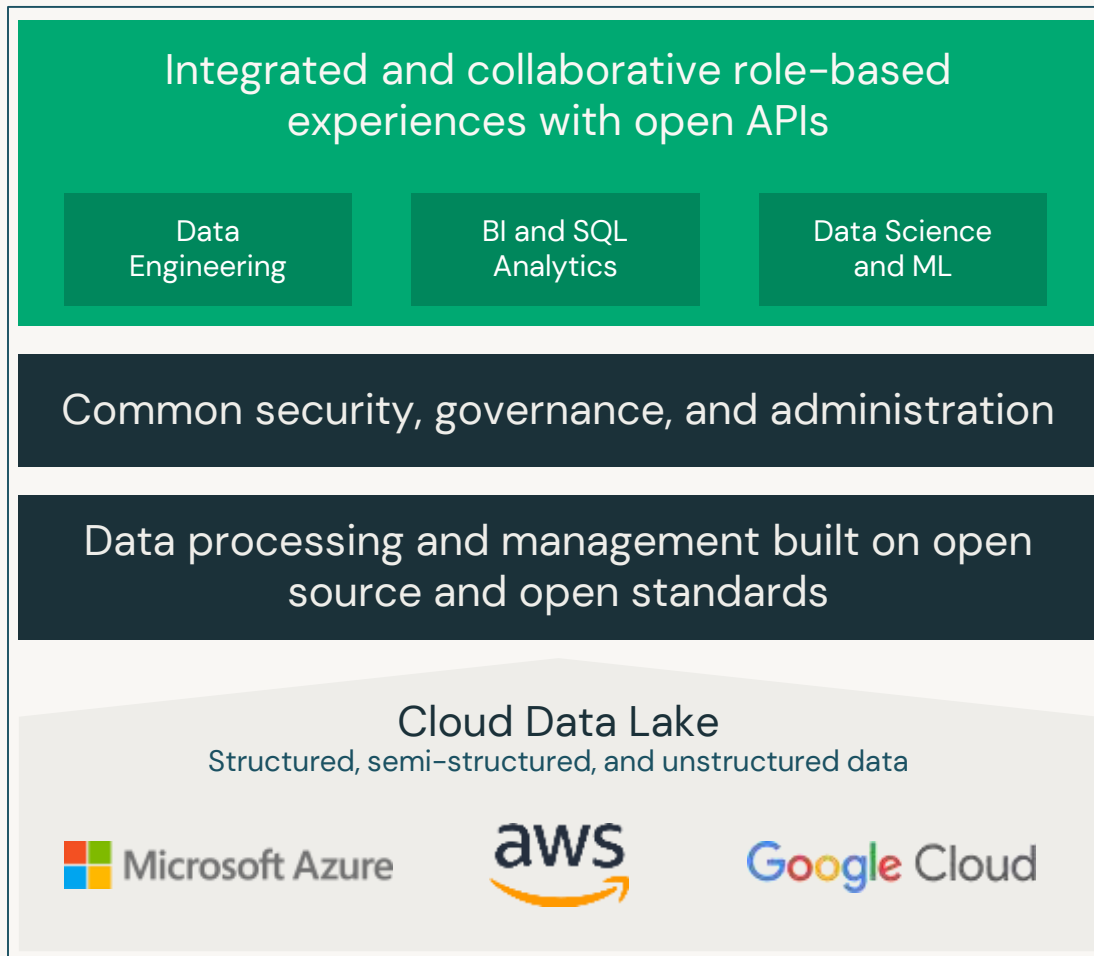 Integrated and collaborative role-based
experiences with open APIs
Data
Engineering
BI and SQL
Analytics
Data Science
and ML
Common security, governance, and administration
Data processing and management built on open
source and open standards
Cloud Data Lake
Structured, semi-structured, and unstructured data
Microsoft Azure
aws
Google Cloud